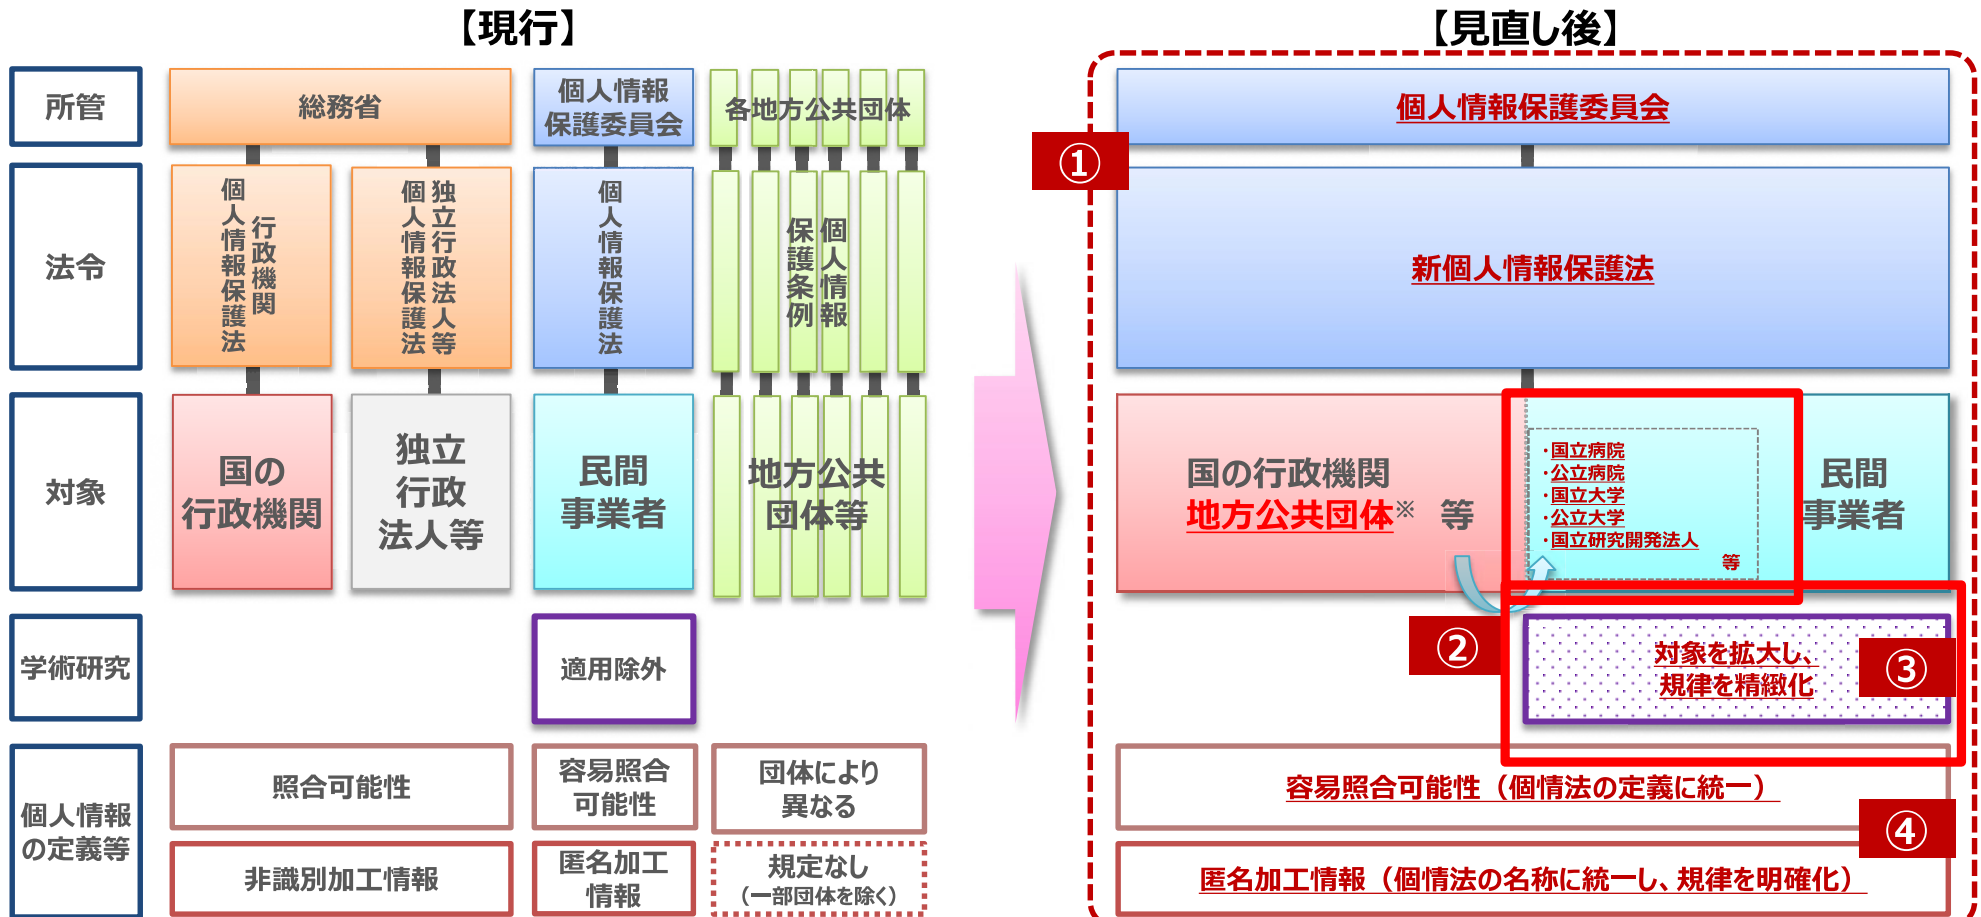 【現行】
【見直し後】
所管
総務省
個人情報
保護委員会
各地方公共団体
個人情報保護委員会
①
法令
行政機関
個人情報保護法
独立行政法人等
個人情報保護法
個人情報保護法
個人情報
保護条例
新個人情報保護法
対象
国の
行政機関
独立
行政
法人等
民間
事業者
地方公共
団体等
国の行政機関
地方公共団体※ 等
・国立病院
・公立病院
・国立大学
・公立大学
・国立研究開発法人
等
民間
事業者
②
学術研究
適用除外
対象を拡大し、
規律を精緻化
③
個人情報
の定義等
照合可能性
容易照合
可能性
団体により
異なる
容易照合可能性（個情法の定義に統一）
④
非識別加工情報
匿名加工
情報
規定なし
（一部団体を除く）
匿名加工情報（個情法の名称に統一し、規律を明確化）